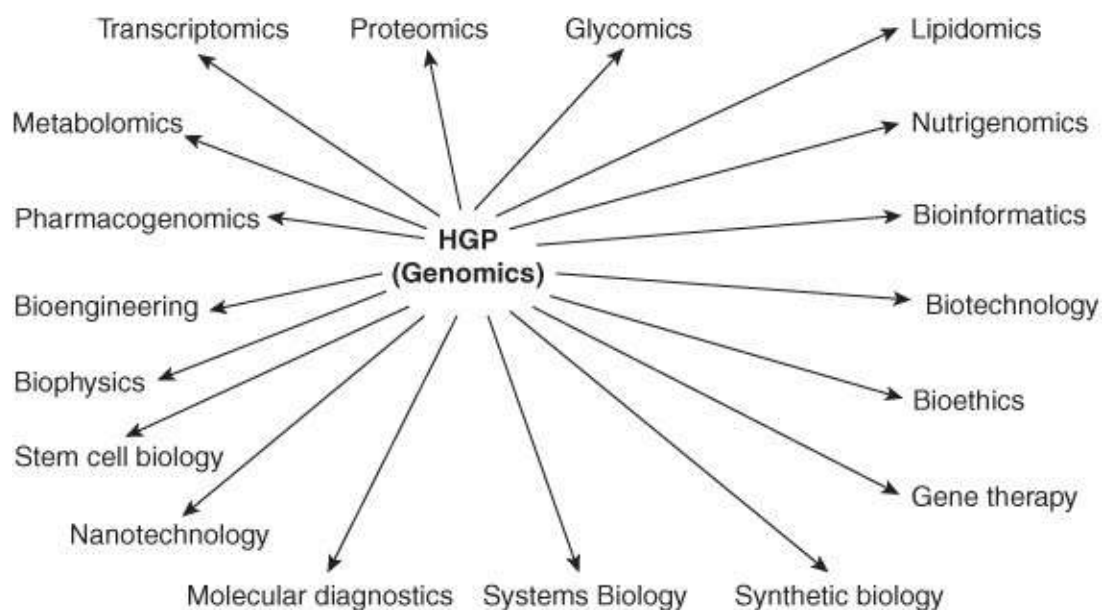 Transcriptomics
Proteomics
Glycomics
Lipidomics
Metabolomics
Nutrigenomics
Pharmacogenomics
Bioinformatics
HGP
(Genomics)
Bioengineering
Biotechnology
Biophysics
Bioethics
Stem cell biology
Gene therapy
Nanotechnology
Molecular diagnostics
Systems Biology
Synthetic biology